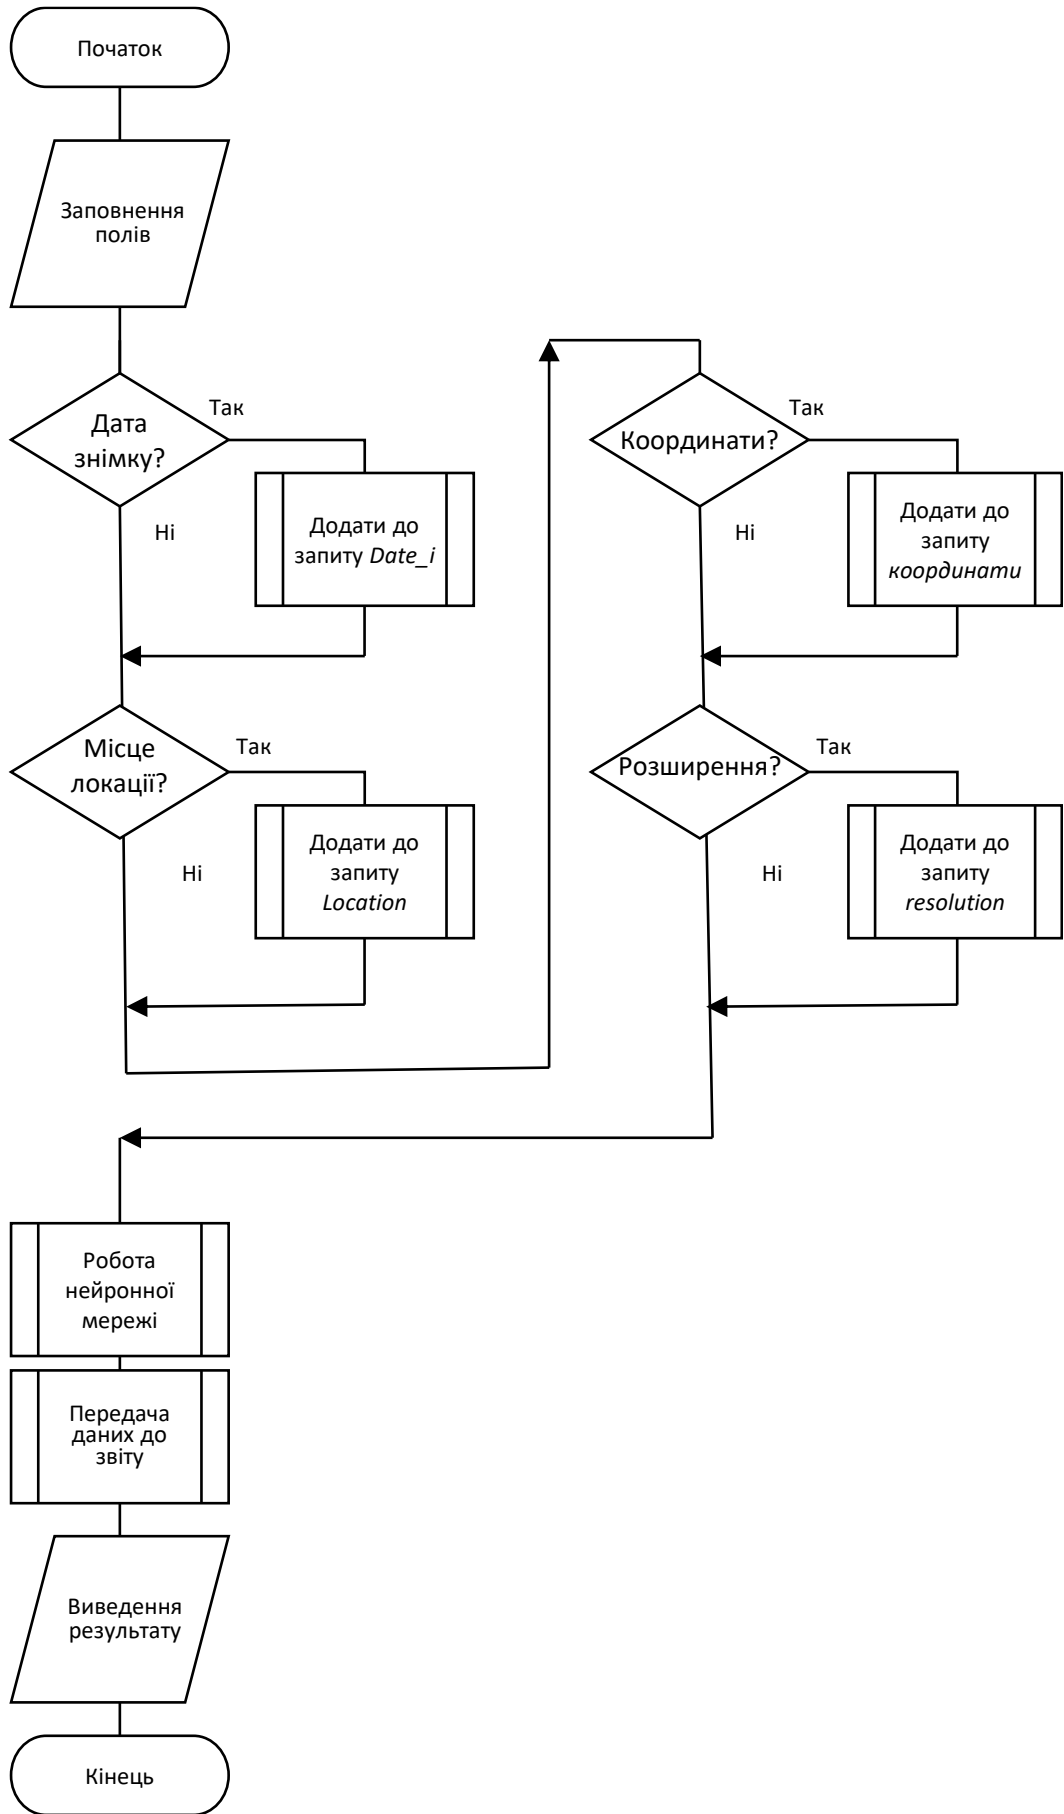 Початок
Заповнення
полів
Дата
знімку?
Так
Ні
Додати до
запиту Date_i
Місце
локації?
Так
Ні
Додати до
запиту
Location
Координати?
Так
Ні
Додати до
запиту
координати
Розширення?
Так
Ні
Додати до
запиту
resolution
Робота
нейронної
мережі
Передача
даних до
звіту
Виведення
результату
Кінець